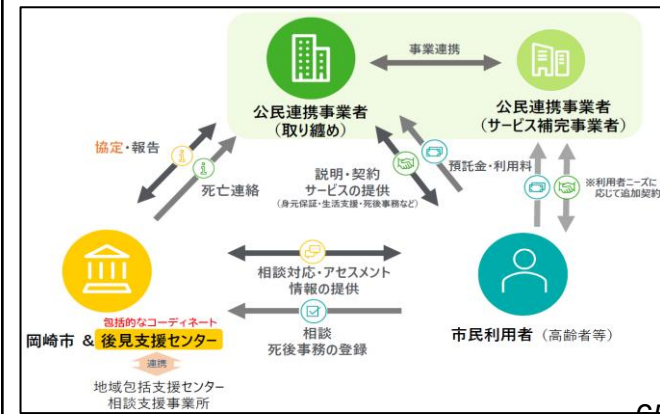 事業連携
公民連携事業者
(取り纏め)
公民連携事業者
(サービス補完事業者)
協定・報告
死亡連絡
説明・契約
サービスの提供
(身元保証・生活支援・死後事務など)
預託金・利用料
※利用者ニーズに
応じて追加契約
相談対応・アセスメント
情報の提供
包括的なコーディネート
岡崎市 & 後見支援センター
相談
死後事務の登録
市民利用者 (高齢者等)
連携
地域包括支援センター
相談支援事業所